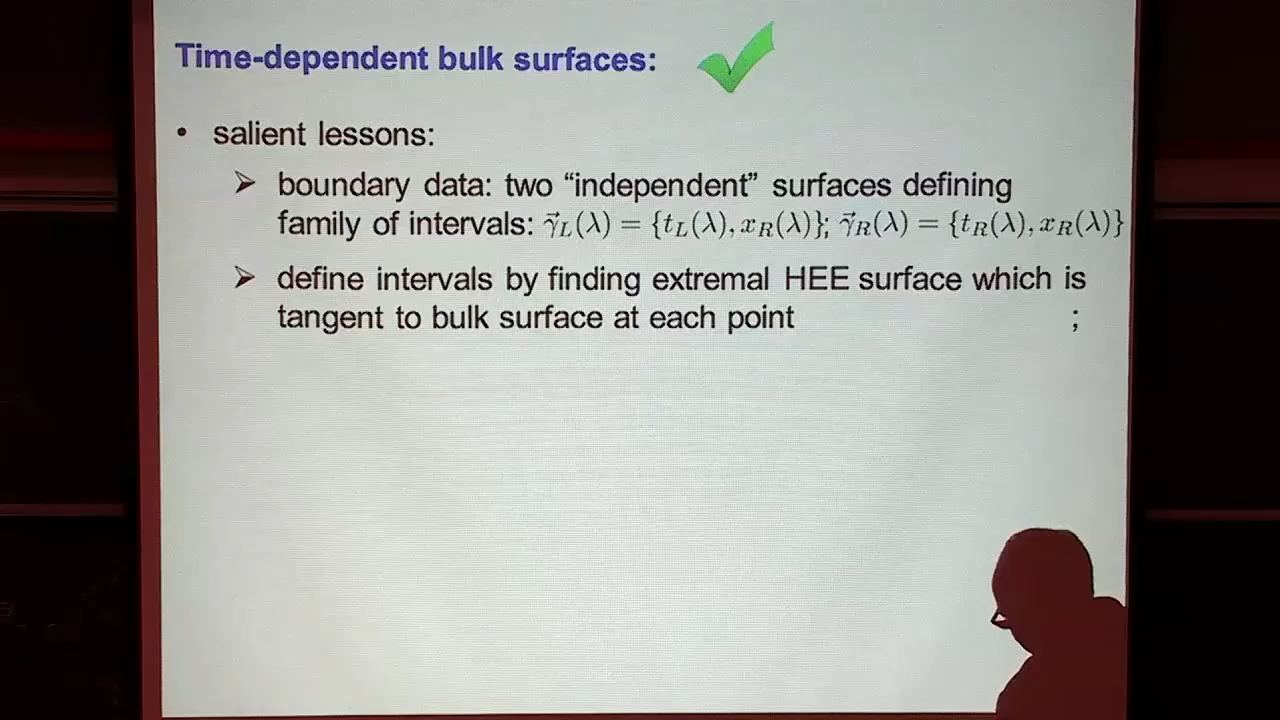 Time-dependent bulk surfaces:
• salient lessons:
➢ boundary data: two “independent” surfaces defining
family of intervals: $\vec{\gamma}_L(\lambda) = \{t_L(\lambda), x_R(\lambda)\}$; $\vec{\gamma}_R(\lambda) = \{t_R(\lambda), x_R(\lambda)\}$
➢ define intervals by finding extremal HEE surface which is
tangent to bulk surface at each point ;